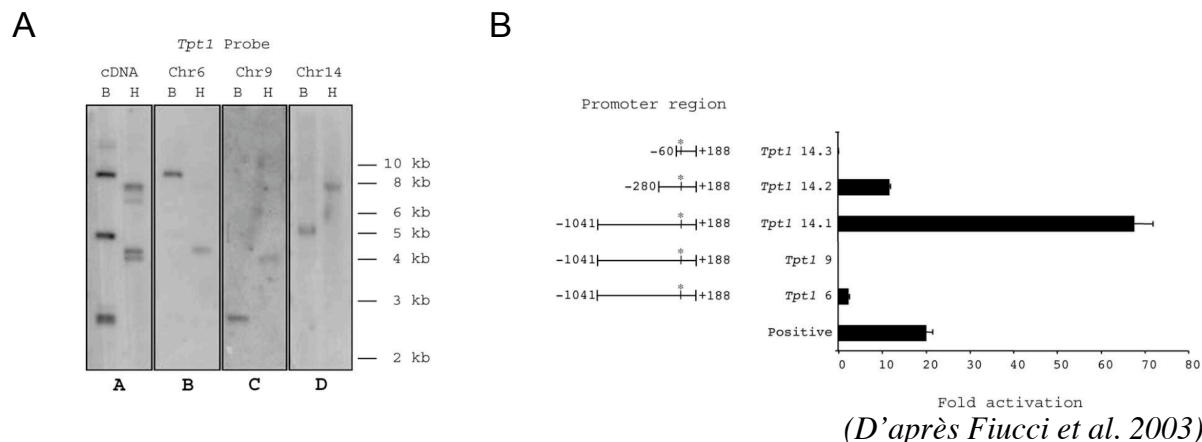 A
B
Tpt1 Probe
cDNA Chr6 Chr9 Chr14
B H B H B H B H
10 kb
8 kb
6 kb
5 kb
4 kb
3 kb
2 kb
A B C D
Promoter region
* -60 +188 Tpt1 14.3
* -280 +188 Tpt1 14.2
* -1041 +188 Tpt1 14.1
* -1041 +188 Tpt1 9
* -1041 +188 Tpt1 6
Positive
0 10 20 30 40 50 60 70 80
Fold activation
(D'après Fiucci et al. 2003)